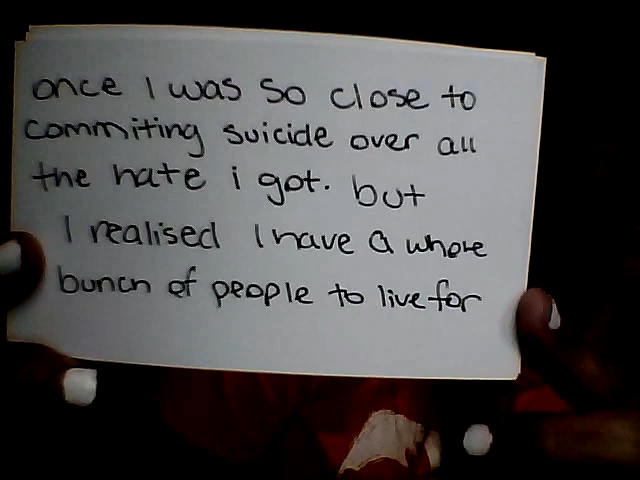 once I was so close to
commiting suicide over all
the hate i got. but
I realised I have a whole
bunch of people to live for